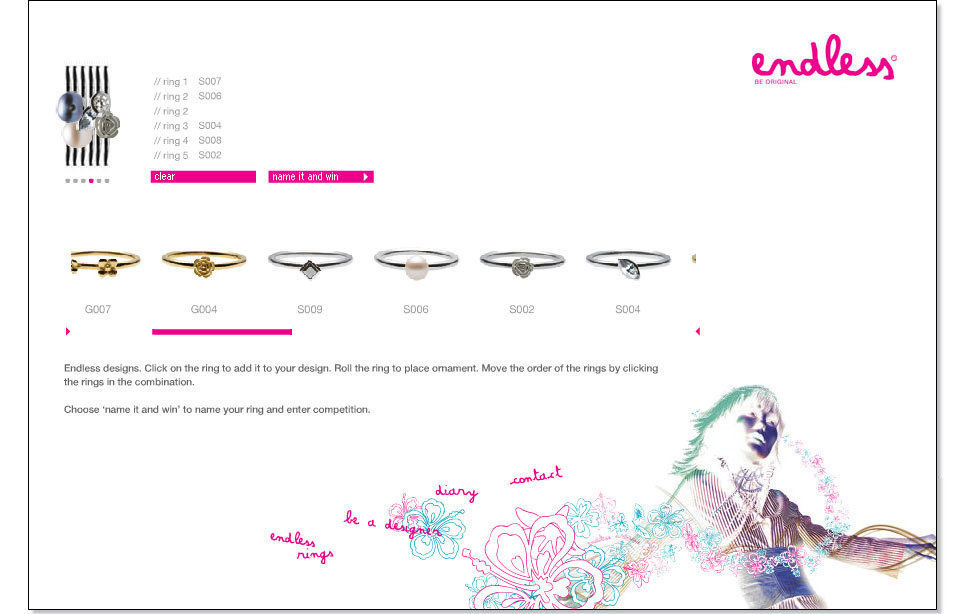 endless
BE ORIGINAL
// ring 1 S007
// ring 2 S006
// ring 2
// ring 3 S004
// ring 4 S008
// ring 5 S002
clear
name it and win
G007
G004
S009
S006
S002
S004
Endless designs. Click on the ring to add it to your design. Roll the ring to place ornament. Move the order of the rings by clicking
the rings in the combination.
Choose ‘name it and win’ to name your ring and enter competition.
contact
diary
be a designer
endless
rings